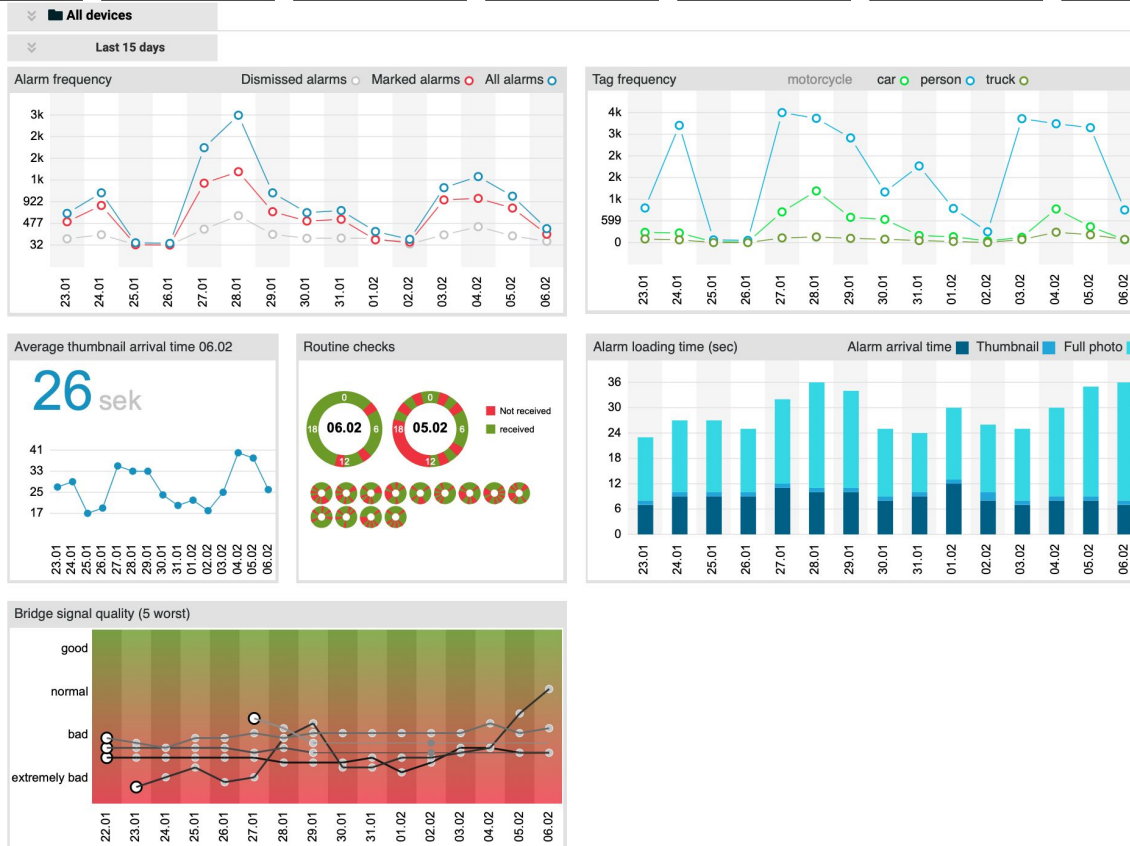 All devices
Last 15 days
Alarm frequency Dismissed alarms Marked alarms All alarms
3k
2k
2k
1k
922
477
32
23.01 24.01 25.01 26.01 27.01 28.01 29.01 30.01 31.01 01.02 02.02 03.02 04.02 05.02 06.02
Tag frequency motorcycle car person truck
4k
3k
2k
2k
1k
599
0
23.01 24.01 25.01 26.01 27.01 28.01 29.01 30.01 31.01 01.02 02.02 03.02 04.02 05.02 06.02
Average thumbnail arrival time 06.02
26 sek
41
33
25
17
23.01 24.01 25.01 26.01 27.01 28.01 29.01 30.01 31.01 01.02 02.02 03.02 04.02 05.02 06.02
Routine checks
0 6 12 18 06.02
0 6 12 18 05.02
Not received
received
Alarm loading time (sec) Alarm arrival time Thumbnail Full photo
36
30
24
18
12
6
0
23.01 24.01 25.01 26.01 27.01 28.01 29.01 30.01 31.01 01.02 02.02 03.02 04.02 05.02 06.02
Bridge signal quality (5 worst)
good
normal
bad
extremely bad
22.01 23.01 24.01 25.01 26.01 27.01 28.01 29.01 30.01 31.01 01.02 02.02 03.02 04.02 05.02 06.02